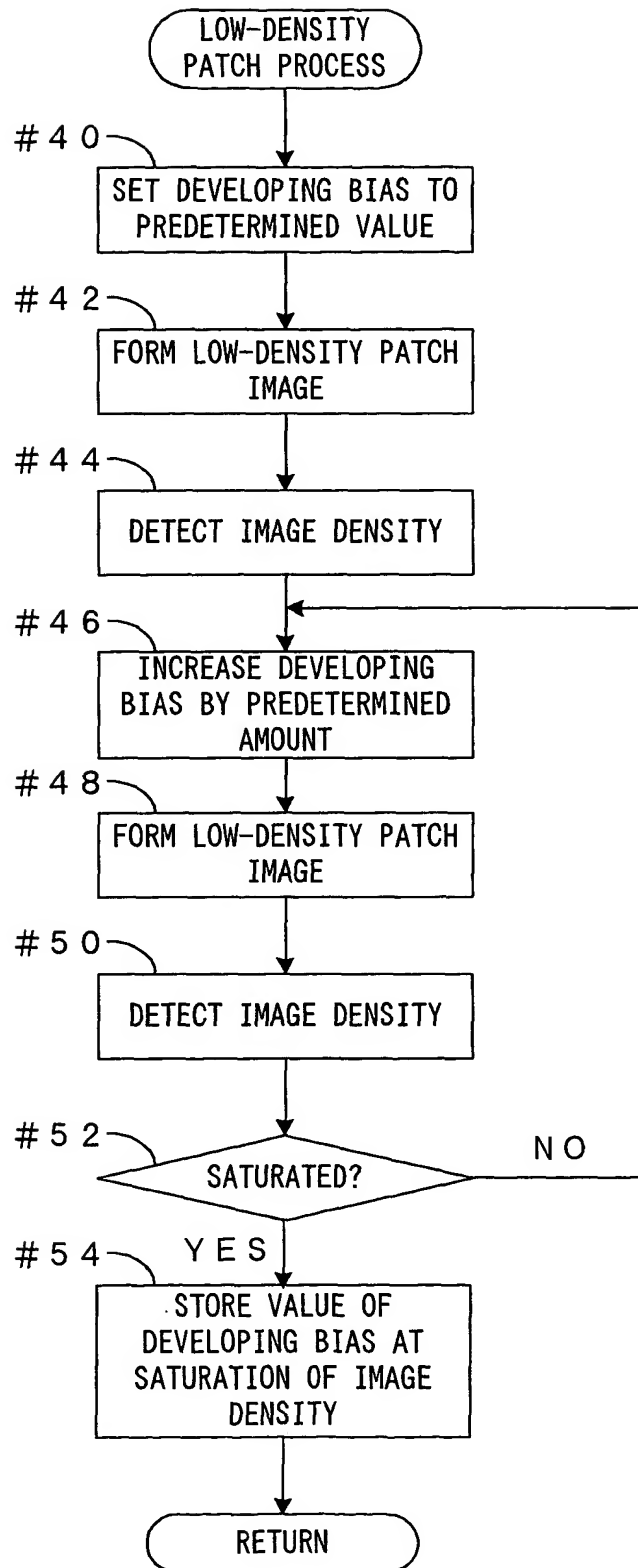 LOW-DENSITY
PATCH PROCESS
#40
SET DEVELOPING BIAS TO
PREDETERMINED VALUE
#42
FORM LOW-DENSITY PATCH
IMAGE
#44
DETECT IMAGE DENSITY
#46
INCREASE DEVELOPING
BIAS BY PREDETERMINED
AMOUNT
#48
FORM LOW-DENSITY PATCH
IMAGE
#50
DETECT IMAGE DENSITY
#52
SATURATED?
NO
YES
#54
STORE VALUE OF
DEVELOPING BIAS AT
SATURATION OF IMAGE
DENSITY
RETURN